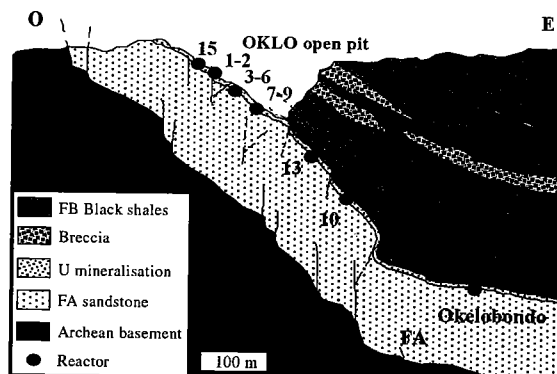 O
E
OKLO open pit
15
1-2
3-6
7-9
13
10
Okelobondo
FA
FB Black shales
Breccia
U mineralisation
FA sandstone
Archean basement
Reactor
100 m